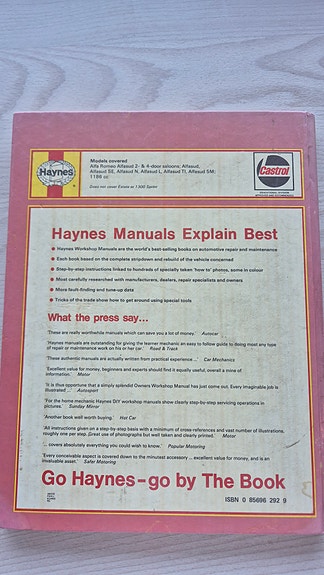 Haynes
Models covered
Alfa Romeo Alfasud 2- & 4-door saloons; Alfasud,
Alfasud SE, Alfasud N, Alfasud L, Alfasud TI, Alfasud 5M;
1186 cc
Does not cover Estate or 1300 Sprint
Castrol
Haynes Manuals Explain Best
Haynes Workshop Manuals are the world's best-selling books on automotive repair and maintenance
Each book based on the complete stripdown and rebuild of the vehicle concerned
Step-by-step instructions linked to hundreds of specially taken 'how to' photos, some in colour
Most carefully researched with manufacturers, dealers, repair specialists and owners
More fault-finding and tune-up data
Tricks of the trade show how to get around using special tools
What the press say...
'These are really worthwhile manuals which can save you a lot of money.' Autocar
'Haynes manuals are outstanding for giving the learner mechanic an easy to follow guide to doing most any
type of repair or maintenance work on his or her car.' Road & Track
'These authentic manuals are actually written from practical experience ...' Car Mechanics
'Excellent value for money, beginners and experts should find it equally useful, overall a mine of
information.' Motor
'It is thus opportune that a simply splendid Owners Workshop Manual has just come out. Every imaginable job is
illustrated ...' Autosport
'For the home mechanic Haynes DIY workshop manuals show clearly step-by-step servicing operations in
pictures.' Sunday Mirror
'Another book well worth buying.' Hot Car
'All instructions given on a step-by-step basis with a minimum of cross-references and vast number of illustrations,
roughly one per step. Great use of photographs but well taken and clearly printed.' Motor
'... covers absolutely everything you could wish to know.' Popular Motoring
'Every conceivable aspect is covered down to the minutest accessory ... excellent value for money, and is an
invaluable asset.' Safer Motoring
Go Haynes-go by The Book
ISBN 0 85696 292 9